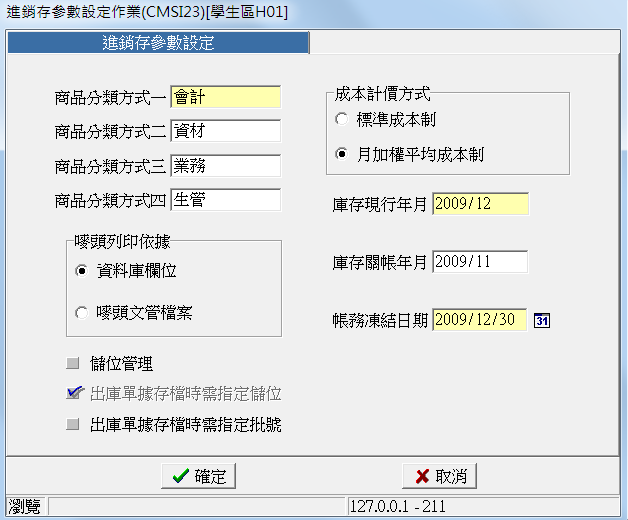 進銷存參數設定作業(CMSI23)[學生區H01]
進銷存參數設定
商品分類方式一 會計
商品分類方式二 資材
商品分類方式三 業務
商品分類方式四 生管
嘜頭列印依據
資料庫欄位
嘜頭文管檔案
儲位管理
出庫單據存檔時需指定儲位
出庫單據存檔時需指定批號
成本計價方式
標準成本制
月加權平均成本制
庫存現行年月 2009/12
庫存關帳年月 2009/11
帳務凍結日期 2009/12/30 31
確定 取消
瀏覽 127.0.0.1 - 211